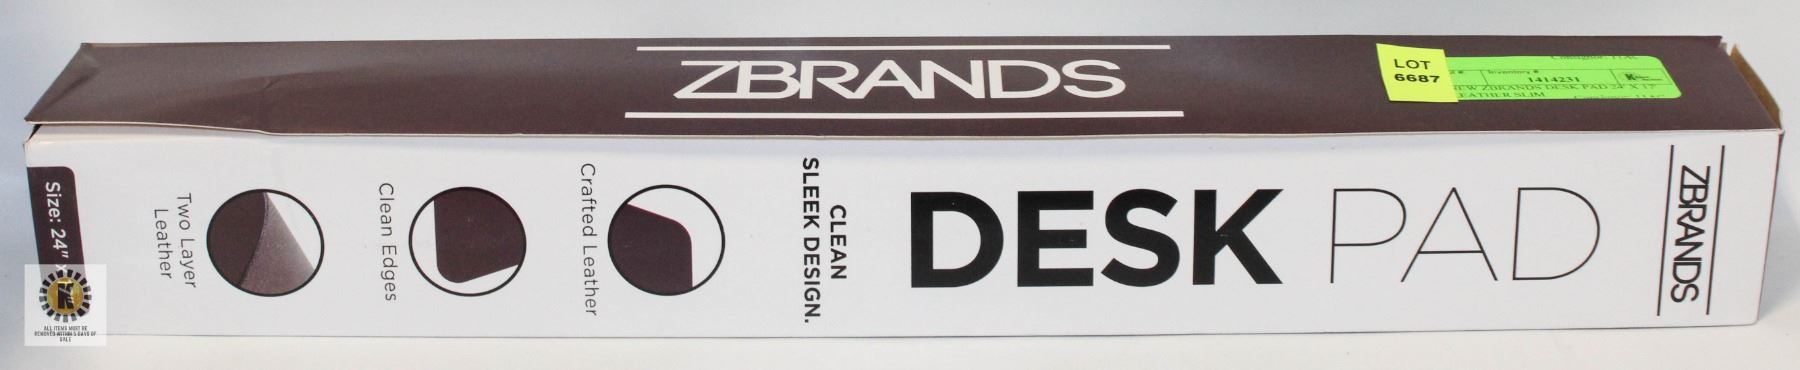 ZBRANDS
LOT
6687
Inventory #
1414231
NEW ZBRANDS DESK PAD 24" X 17"
LEATHER SLIM
Size: 24"
Two Layer
Leather
Clean Edges
Crafted Leather
CLEAN
SLEEK DESIGN.
DESK PAD
ZBRANDS
ALL ITEMS MUST BE
REMOVED WITHIN 5 DAYS OF
SALE